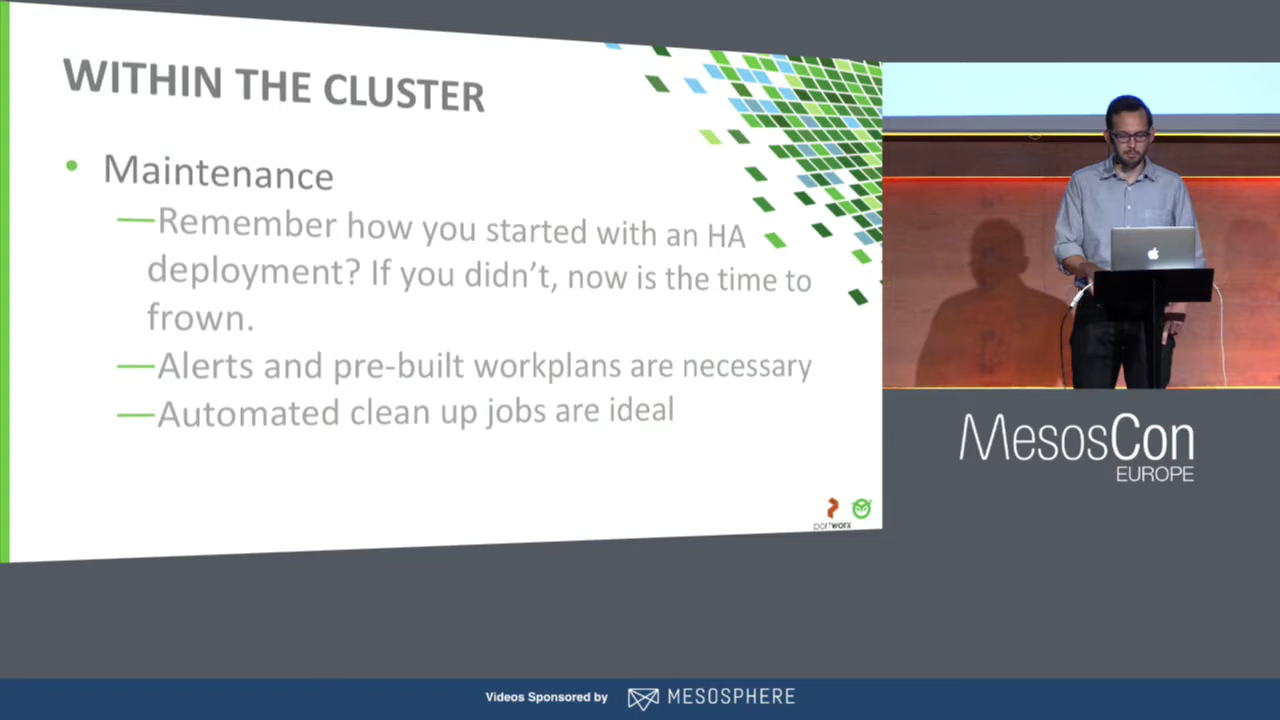 WITHIN THE CLUSTER
• Maintenance
—Remember how you started with an HA
deployment? If you didn’t, now is the time to
frown.
—Alerts and pre-built workplans are necessary
—Automated clean up jobs are ideal
portworx
MesosCon
EUROPE
Videos Sponsored by MESOSPHERE